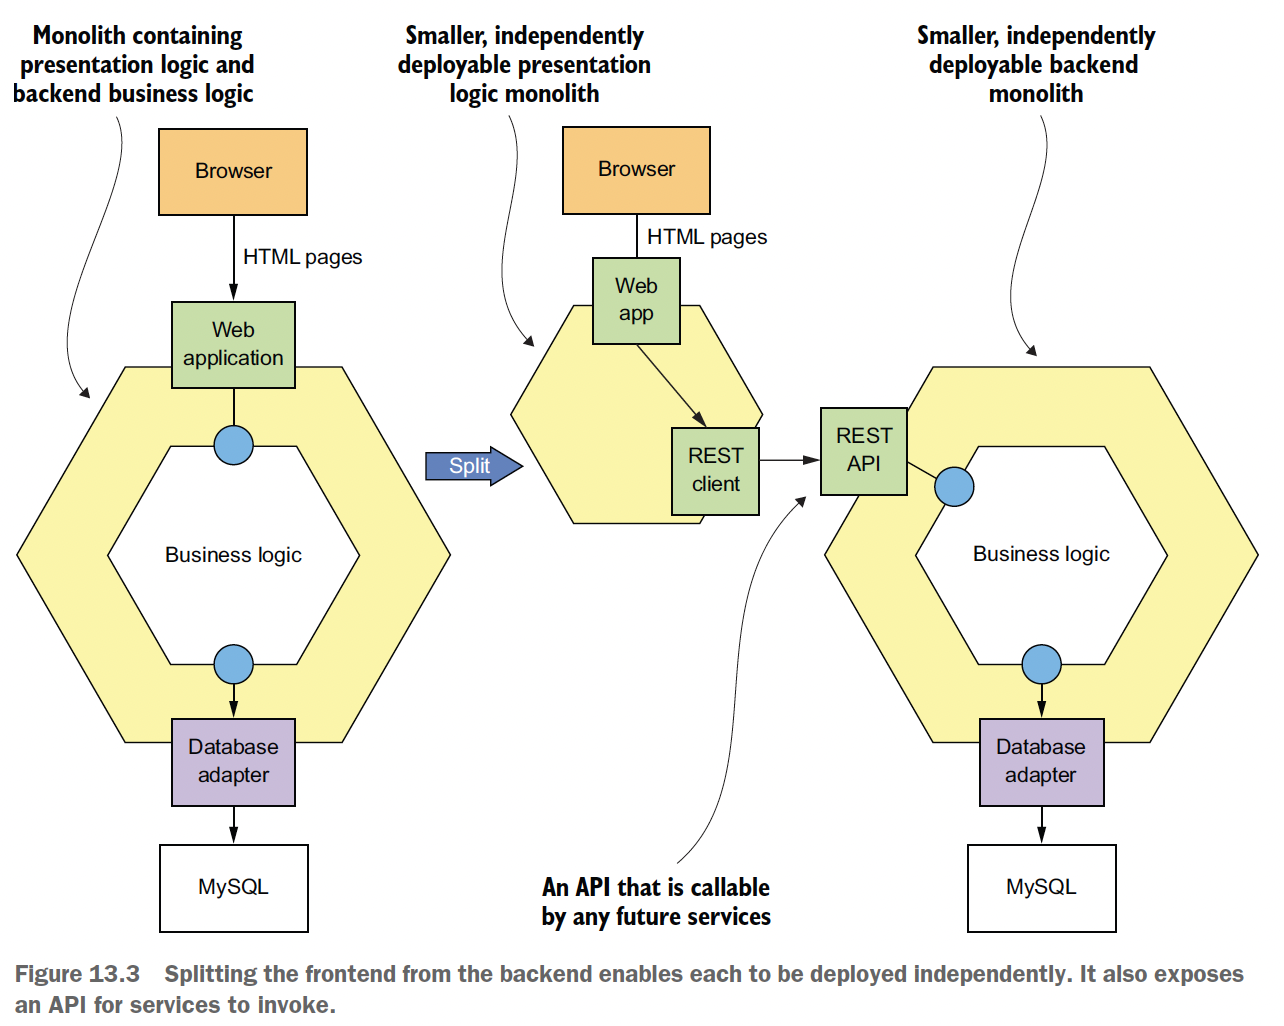 Monolith containing
presentation logic and
backend business logic
Smaller, independently
deployable presentation
logic monolith
Smaller, independently
deployable backend
monolith
Browser
HTML pages
Web
application
Business logic
Database
adapter
MySQL
Split
Browser
HTML pages
Web
app
REST
client
REST
API
Business logic
Database
adapter
MySQL
An API that is callable
by any future services
Figure 13.3 Splitting the frontend from the backend enables each to be deployed independently. It also exposes
an API for services to invoke.